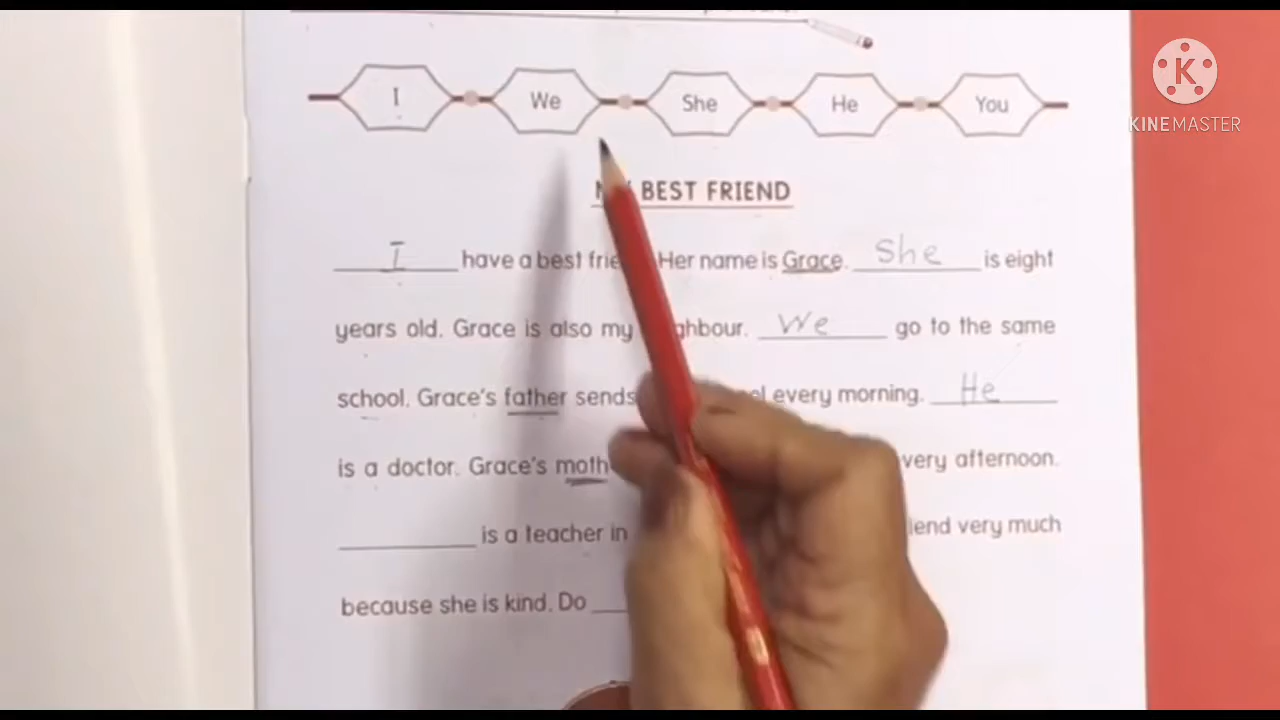 I We She He You
KINEMASTER
BEST FRIEND
I have a best Her name is Grace. She is eight
years old. Grace is also my We go to the same
school. Grace's father sends every morning. He
is a doctor. Grace's afternoon.
is a teacher in very much
because she is kind. Do